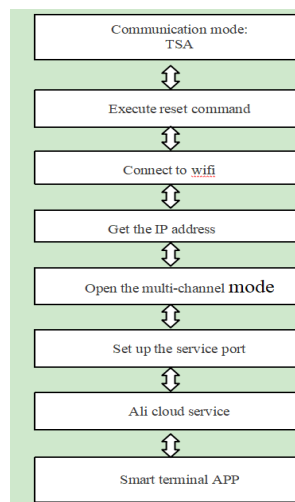 Communication mode:
TSA
Execute reset command
Connect to wifi
Get the IP address
Open the multi-channel mode
Set up the service port
Ali cloud service
Smart terminal APP